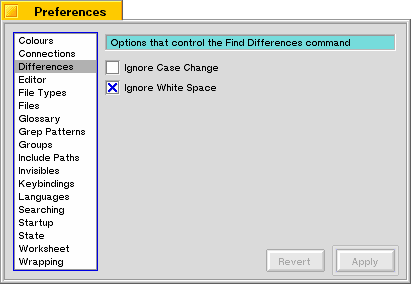 Preferences
Colours
Connections
Differences
Editor
File Types
Files
Glossary
Grep Patterns
Groups
Include Paths
Invisibles
Keybindings
Languages
Searching
Startup
State
Worksheet
Wrapping
Options that control the Find Differences command
Ignore Case Change
Ignore White Space
Revert
Apply